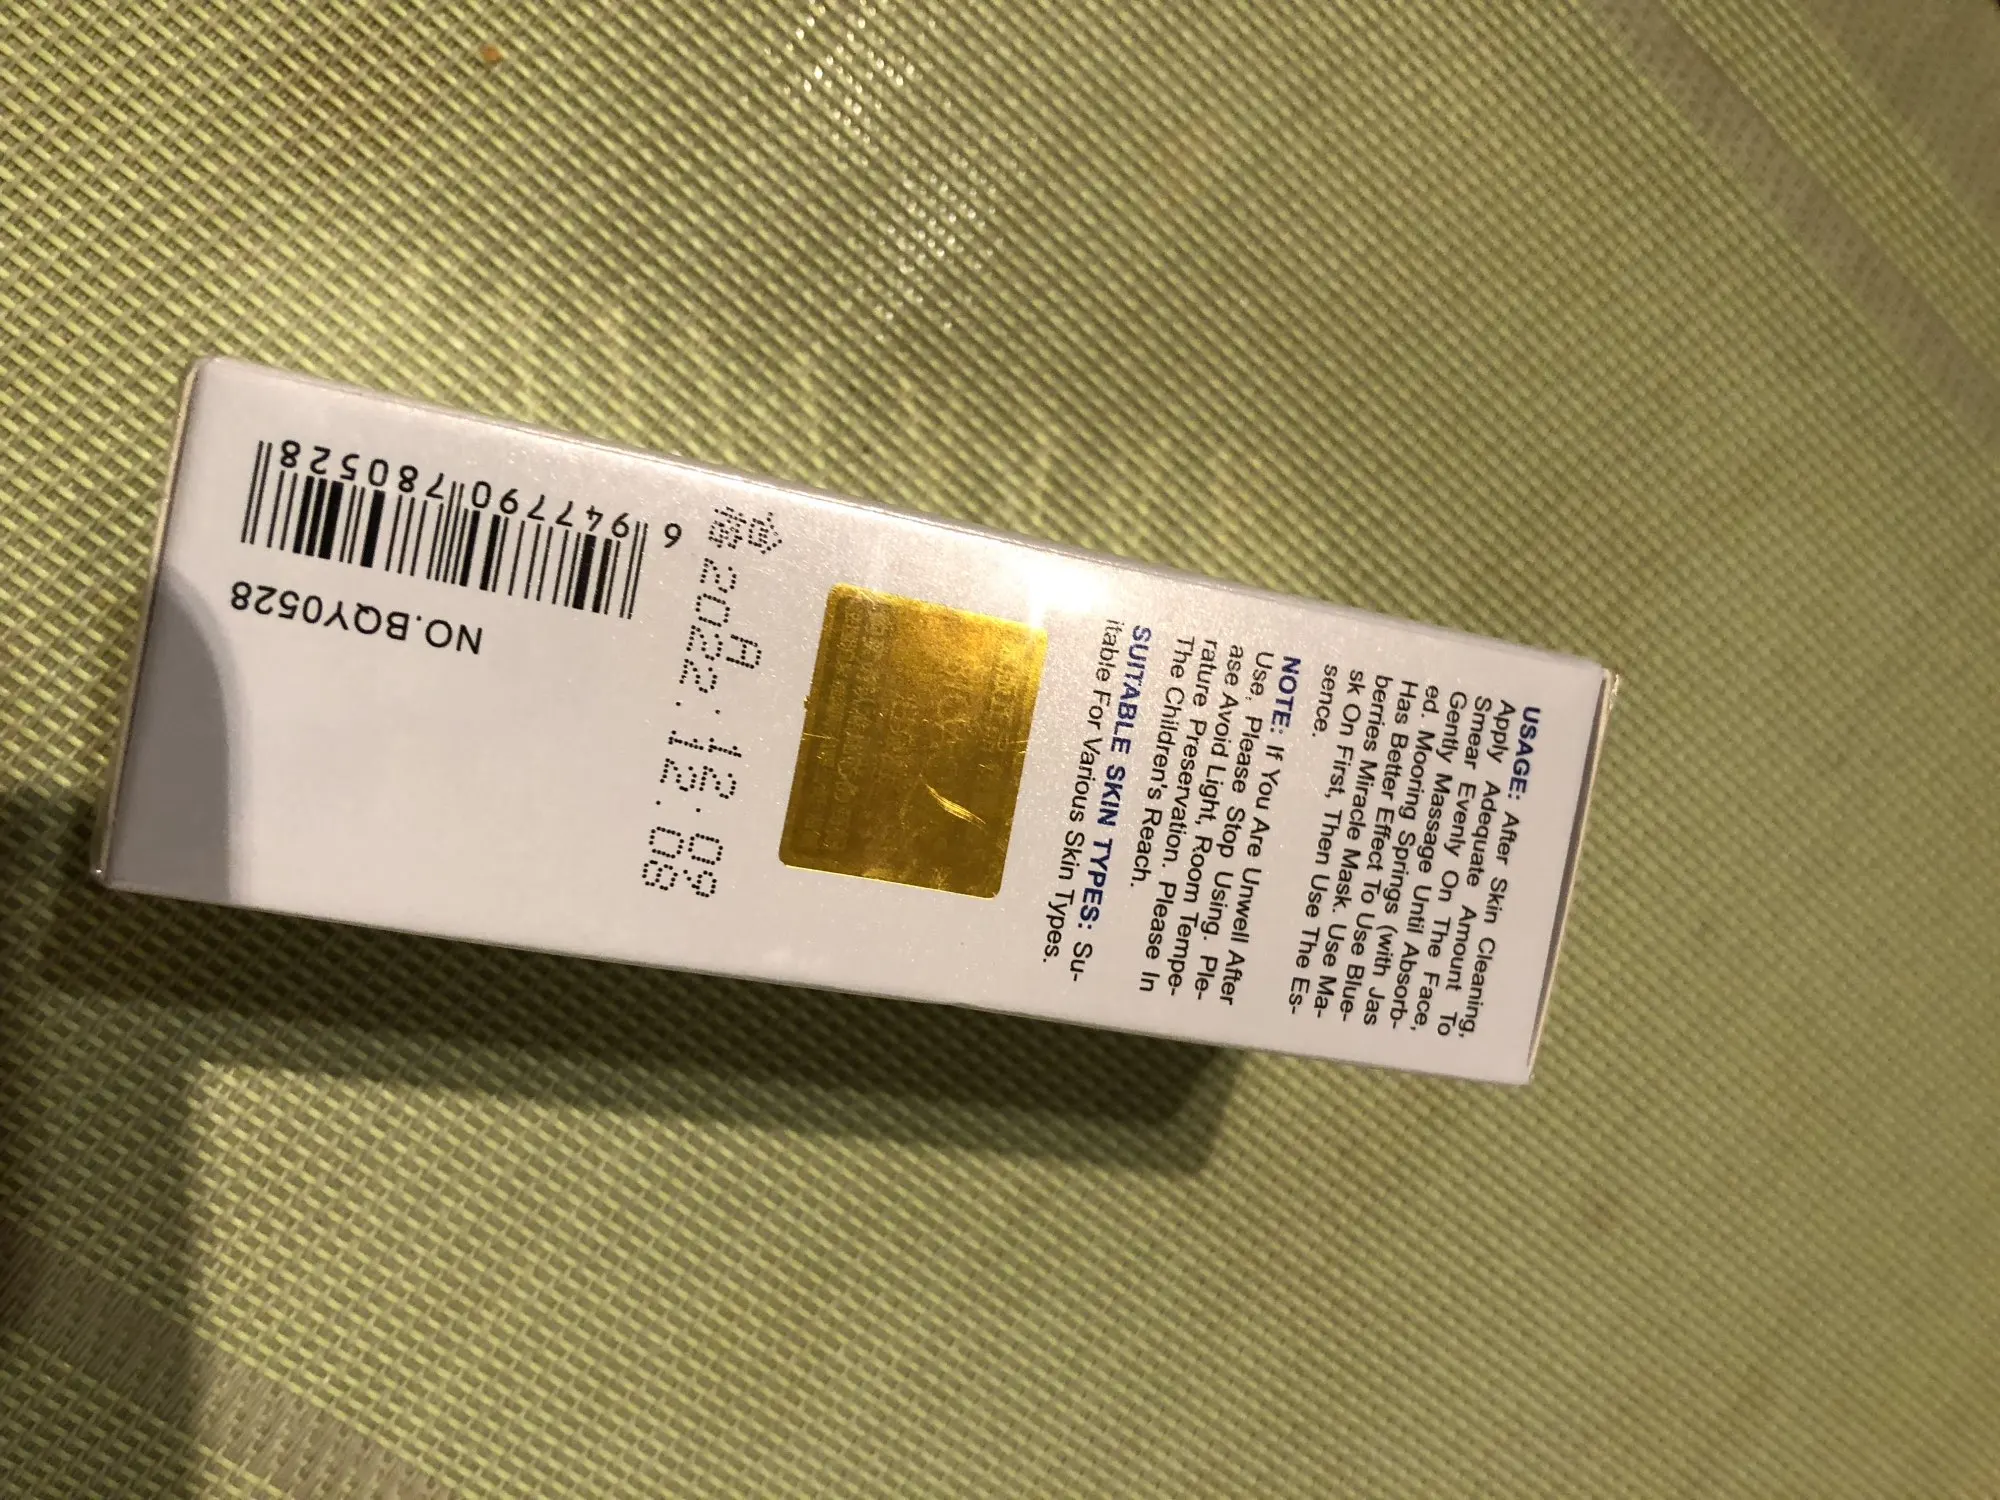 USAGE: After Skin Cleaning,
Apply Adequate Amount To
Smear Evenly On The Face,
Gently Massage Until Absorb-
ed. Mooring Springs (with Jas
Has Better Effect To Use Blue-
berries Miracle Mask. Use Ma-
sk On First, Then Use The Es-
sence.
NOTE: If You Are Unwell After
Use, Please Stop Using. Ple-
ase Avoid Light, Room Tempe-
rature Preservation. Please In
The Children's Reach.
SUITABLE SKIN TYPES: Su-
itable For Various Skin Types.
合 A: 12:09
格 2022.12.08
6 947790 780528
NO.BQY0528